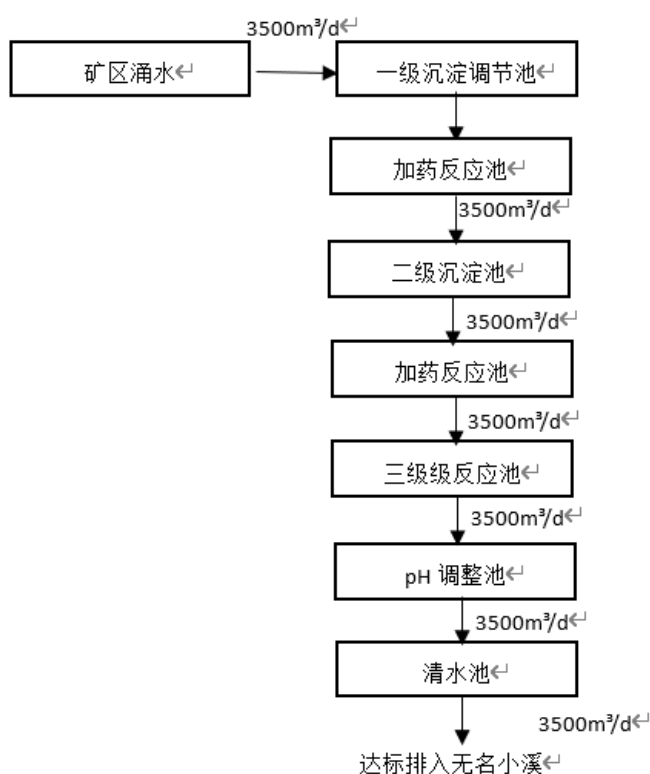 3500m³/d↵
矿区涌水↵
一级沉淀调节池↵
加药反应池↵
3500m³/d↵
二级沉淀池↵
3500m³/d↵
加药反应池↵
3500m³/d↵
三级级反应池↵
3500m³/d↵
pH 调整池↵
3500m³/d↵
清水池↵
3500m³/d↵
达标排入无名小溪↵